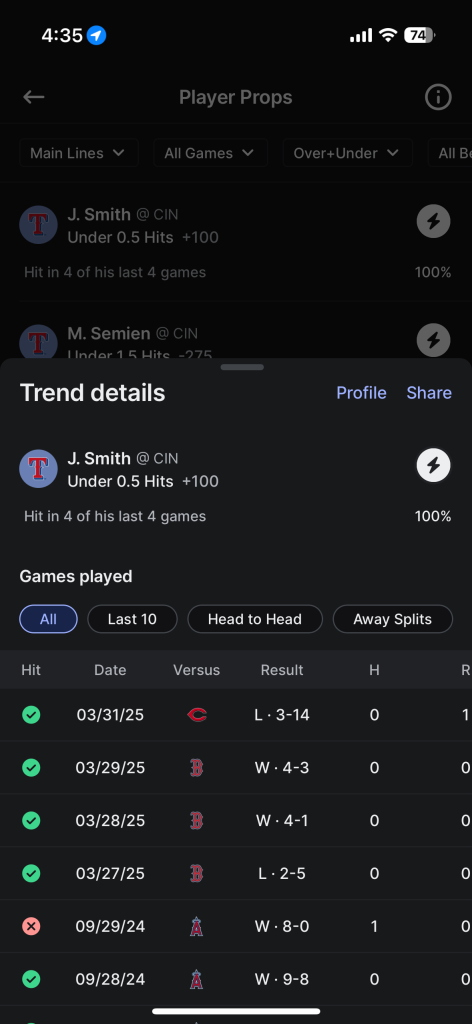 4:35
74
Player Props
Main Lines All Games Over+Under All Be
T J. Smith @ CIN
Under 0.5 Hits +100
Hit in 4 of his last 4 games 100%
T M. Semien @ CIN
Under 1.5 Hits -275
Trend details Profile Share
T J. Smith @ CIN
Under 0.5 Hits +100
Hit in 4 of his last 4 games 100%
Games played
All Last 10 Head to Head Away Splits
Hit Date Versus Result H R
03/31/25 C L · 3-14 0 1
03/29/25 B W · 4-3 0 0
03/28/25 B W · 4-1 0 0
03/27/25 B L · 2-5 0 0
09/29/24 A W · 8-0 1 0
09/28/24 A W · 9-8 0 0